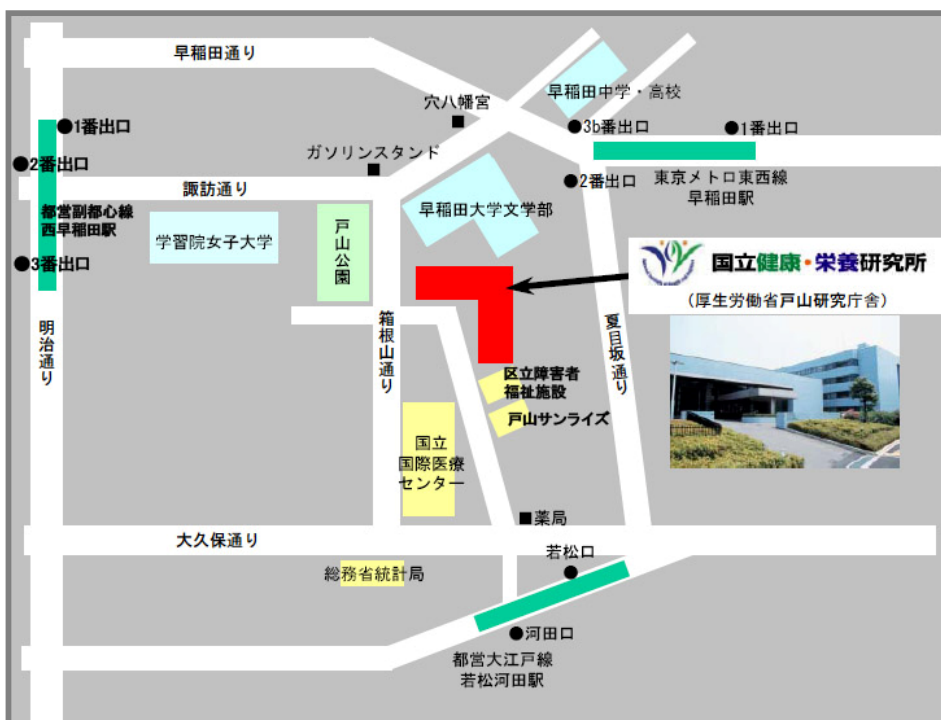 早稲田通り
早稲田中学・高校
穴八幡宮
●1番出口
●3b番出口
●1番出口
ガソリンスタンド
●2番出口
●2番出口
東京メトロ東西線
早稲田駅
諏訪通り
都営副都心線
西早稲田駅
学習院女子大学
戸山公園
早稲田大学文学部
●3番出口
国立健康・栄養研究所
(厚生労働省戸山研究庁舎)
明治通り
箱根山通り
夏目坂通り
区立障害者
福祉施設
戸山サンライズ
国立
国際医療
センター
■薬局
大久保通り
若松口
総務省統計局
●河田口
都営大江戸線
若松河田駅